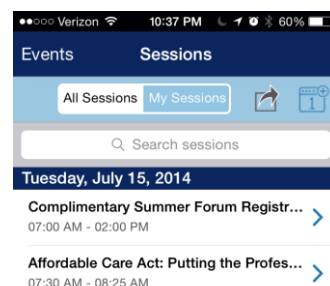 Verizon 10:37 PM 60%
Events Sessions
All Sessions My Sessions 1
Search sessions
Tuesday, July 15, 2014
Complimentary Summer Forum Registr...
07:00 AM - 02:00 PM
Affordable Care Act: Putting the Profes...
07:30 AM - 08:25 AM